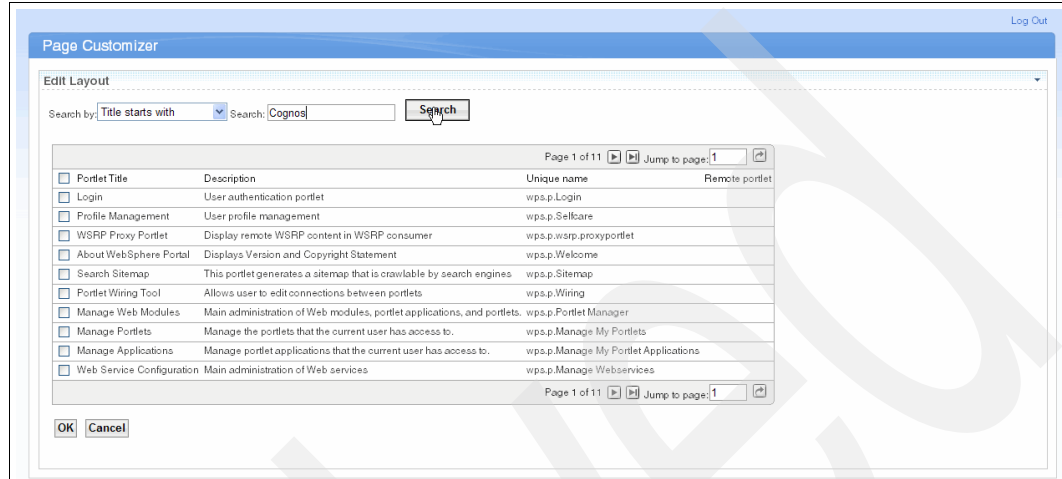 Log Out
Page Customizer
Edit Layout
Search by: Title starts with Search: Cognos Search
Page 1 of 11 Jump to page: 1
Portlet Title Description Unique name Remote portlet
Login User authentication portlet wps.p.Login
Profile Management User profile management wps.p.Selfcare
WSRP Proxy Portlet Display remote WSRP content in WSRP consumer wps.p.wsrp.proxyportlet
About WebSphere Portal Displays Version and Copyright Statement wps.p.Welcome
Search Sitemap This portlet generates a sitemap that is crawlable by search engines wps.p.Sitemap
Portlet Wiring Tool Allows user to edit connections between portlets wps.p.Wiring
Manage Web Modules Main administration of Web modules, portlet applications, and portlets. wps.p.Portlet Manager
Manage Portlets Manage the portlets that the current user has access to. wps.p.Manage My Portlets
Manage Applications Manage portlet applications that the current user has access to. wps.p.Manage My Portlet Applications
Web Service Configuration Main administration of Web services wps.p.Manage Webservices
Page 1 of 11 Jump to page: 1
OK Cancel